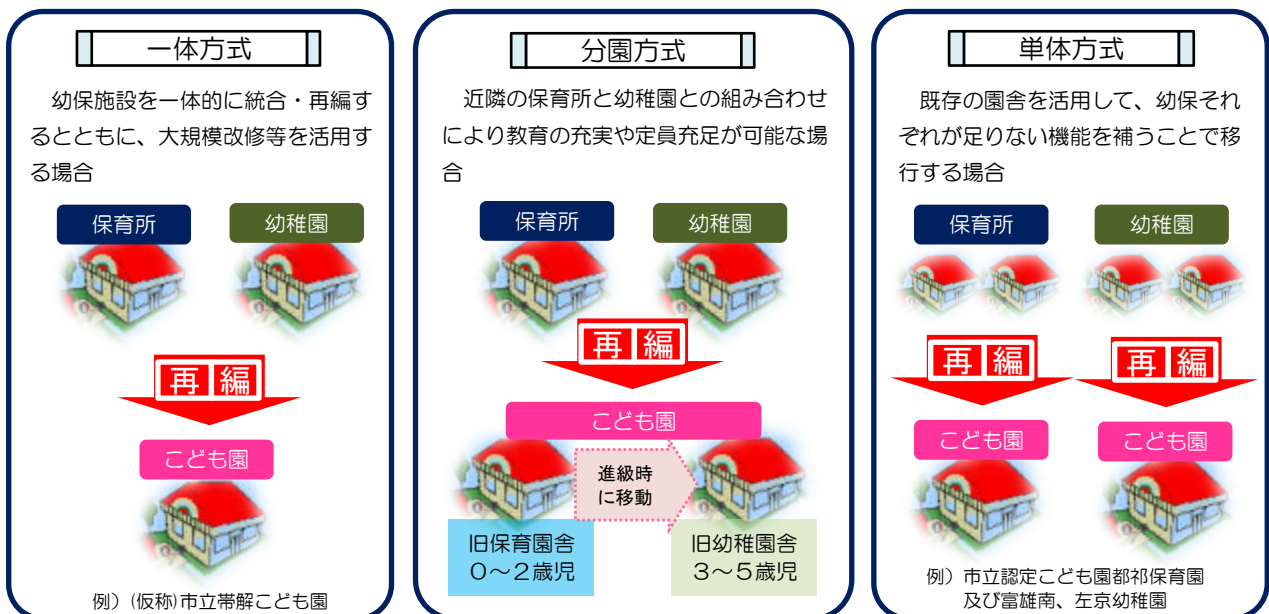 一体方式
幼保施設を一体的に統合・再編す
るとともに、大規模改修等を活用す
る場合
保育所
幼稚園
再編
こども園
例）(仮称)市立帯解こども園
分園方式
近隣の保育所と幼稚園との組み合わせ
により教育の充実や定員充足が可能な場
合
保育所
幼稚園
再編
こども園
進級時
に移動
旧保育園舎
０～２歳児
旧幼稚園舎
３～５歳児
単体方式
既存の園舎を活用して、幼保それ
ぞれが足りない機能を補うことで移
行する場合
保育所
幼稚園
再編
再編
こども園
こども園
例）市立認定こども園都祁保育園
及び富雄南、左京幼稚園